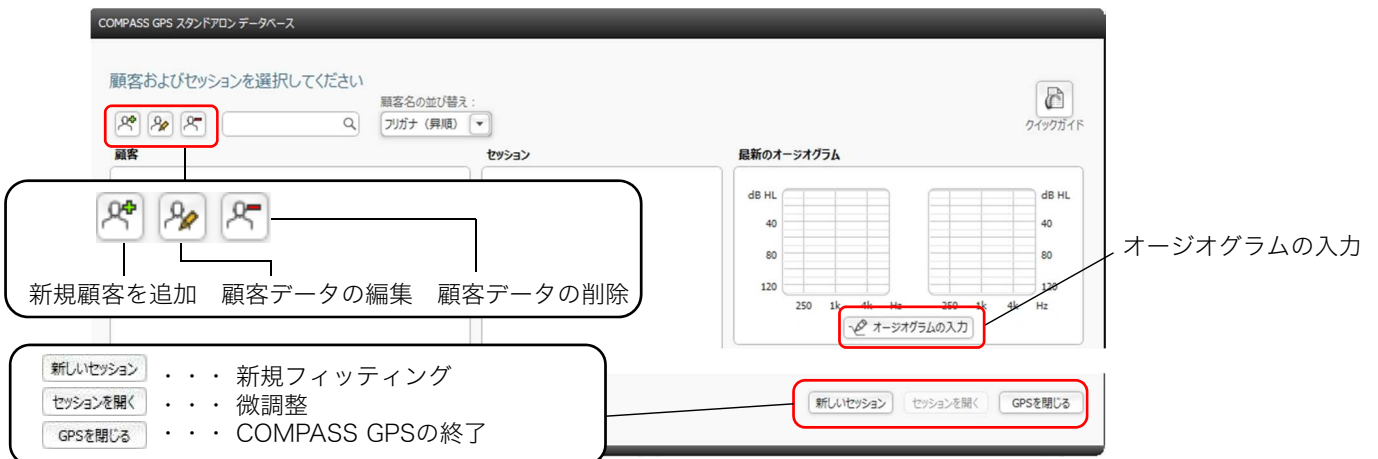 COMPASS GPS スタンドアロン データベース
顧客およびセッションを選択してください
顧客名の並び替え：
フリガナ（昇順）
クイックガイド
顧客
セッション
最新のオージオグラム
dB HL
dB HL
40
40
80
80
120
120
250 1k 4k Hz
250 1k 4k Hz
オージオグラムの入力
オージオグラムの入力
新規顧客を追加 顧客データの編集 顧客データの削除
新しいセッション ・・・ 新規フィッティング
セッションを開く ・・・ 微調整
GPSを閉じる ・・・ COMPASS GPSの終了
新しいセッション セッションを開く GPSを閉じる